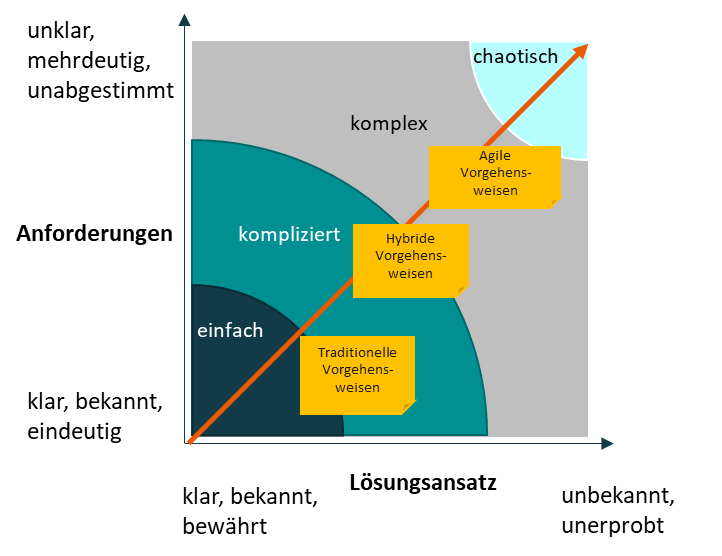 unklar,
mehrdeutig,
unabgestimmt
chaotisch
komplex
Agile
Vorgehens-
weisen
Anforderungen
kompliziert
Hybride
Vorgehens-
weisen
einfach
Traditionelle
Vorgehens-
weisen
klar, bekannt,
eindeutig
Lösungsansatz
klar, bekannt,
bewährt
unbekannt,
unerprobt